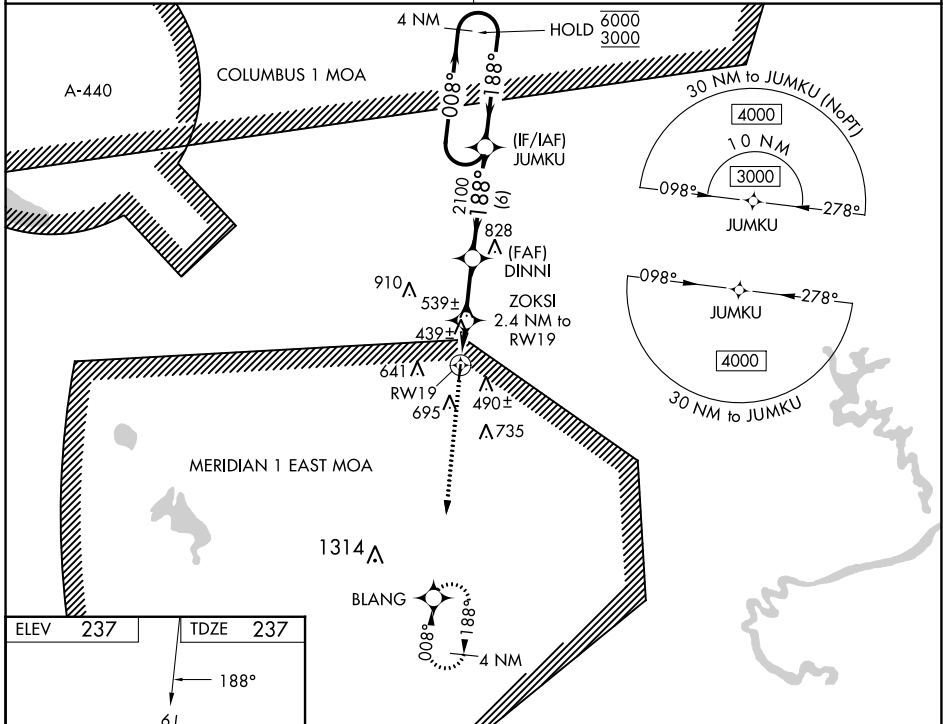 4 NM
HOLD 6000
3000
A-440
COLUMBUS 1 MOA
008°
188°
(IF/IAF)
JUMKU
30 NM to JUMKU (NoPT)
4000
10 NM
3000
098°
278°
JUMKU
2100
188°
(6)
828
(FAF)
DINNI
910
539±
ZOKSI
2.4 NM to
RW19
439±
098°
278°
JUMKU
4000
30 NM to JUMKU
641
RW19
695
490±
735
MERIDIAN 1 EAST MOA
1314
BLANG
008°
188°
4 NM
ELEV 237
TDZE 237
188°